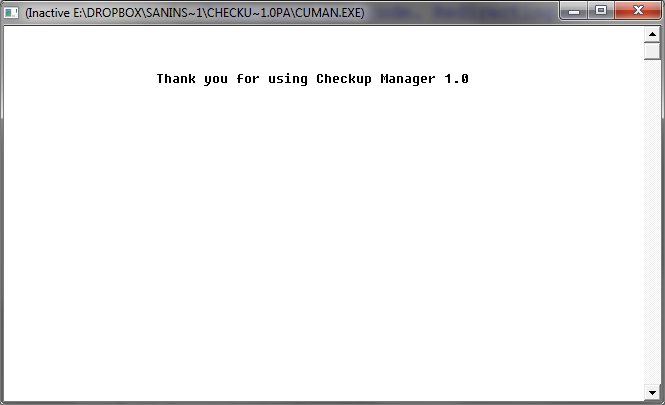 (Inactive E:\DROPBOX\SANINS~1\CHECKU~1.0PA\CUMAN.EXE)
Thank you for using Checkup Manager 1.0